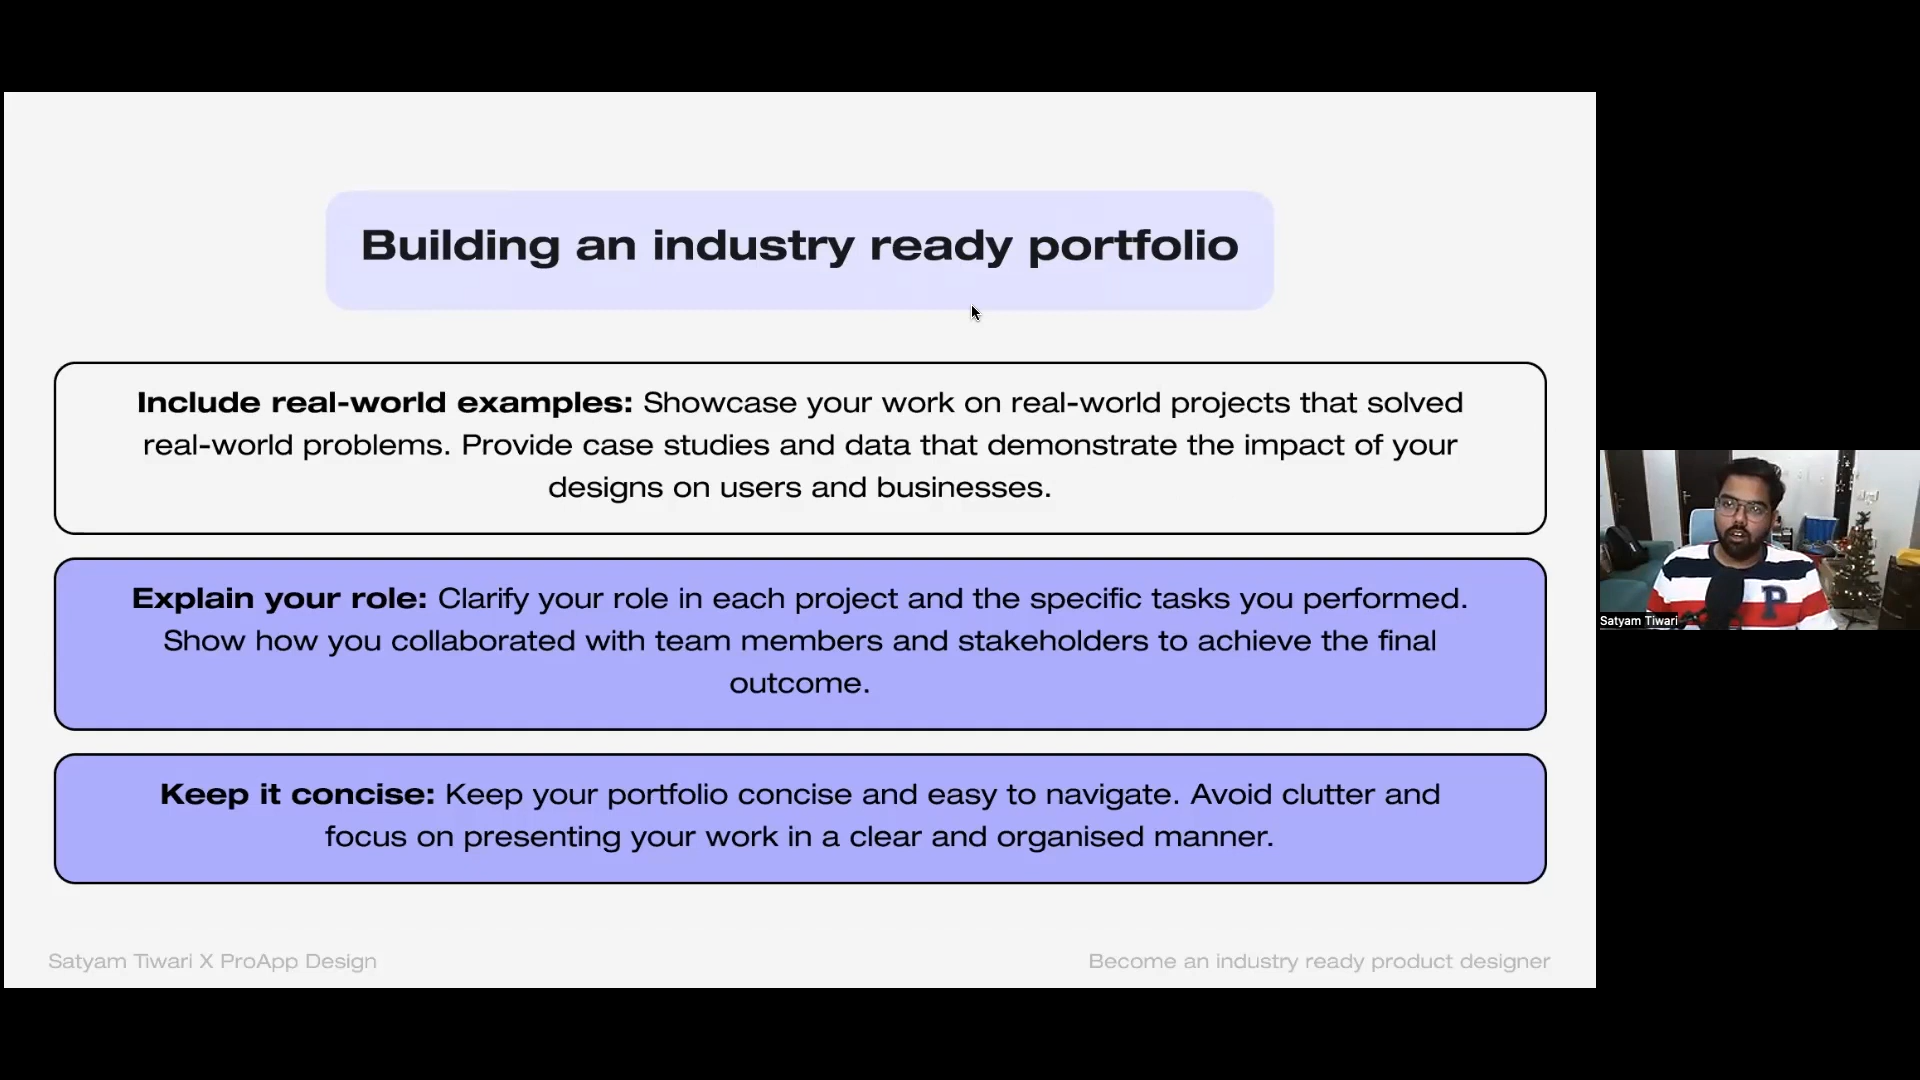 Building an industry ready portfolio
Include real-world examples: Showcase your work on real-world projects that solved
real-world problems. Provide case studies and data that demonstrate the impact of your
designs on users and businesses.
Explain your role: Clarify your role in each project and the specific tasks you performed.
Show how you collaborated with team members and stakeholders to achieve the final
outcome.
Keep it concise: Keep your portfolio concise and easy to navigate. Avoid clutter and
focus on presenting your work in a clear and organised manner.
Satyam Tiwari X ProApp Design
Become an industry ready product designer
P
Satyam Tiwari